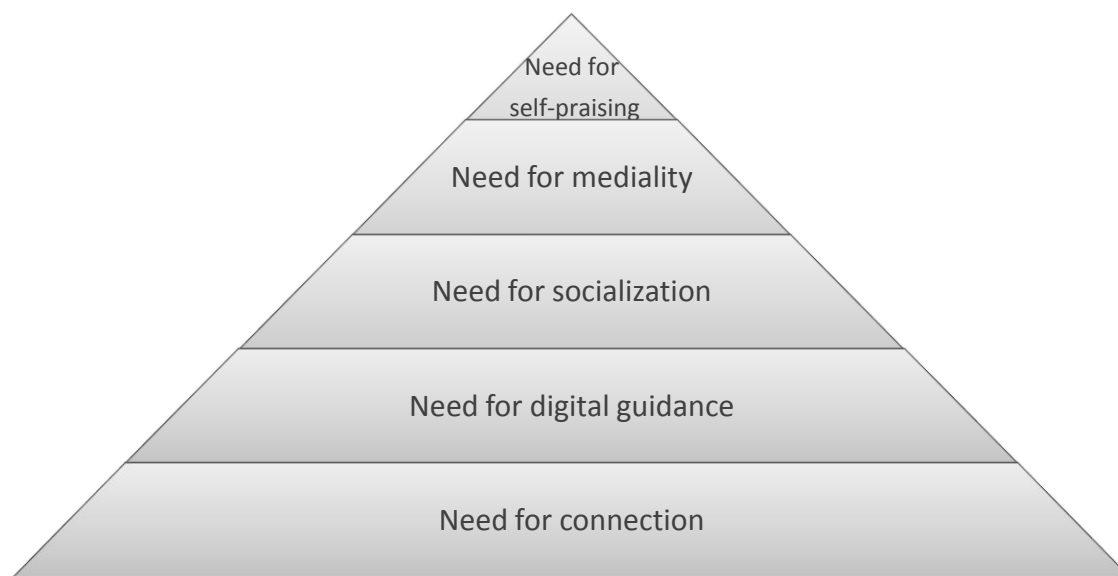 Need for
self-praising
Need for mediality
Need for socialization
Need for digital guidance
Need for connection